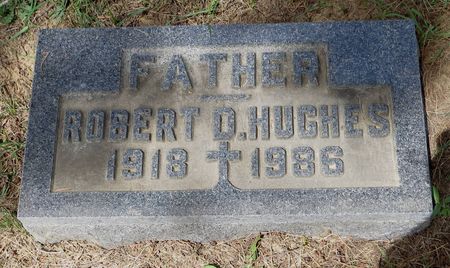 FATHER
ROBERT D. HUGHES
1918 1986